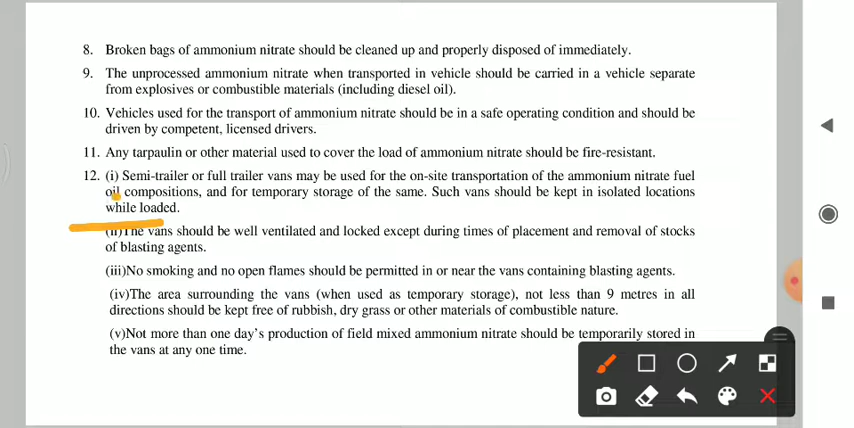 8. Broken bags of ammonium nitrate should be cleaned up and properly disposed of immediately.
9. The unprocessed ammonium nitrate when transported in vehicle should be carried in a vehicle separate
from explosives or combustible materials (including diesel oil).
10. Vehicles used for the transport of ammonium nitrate should be in a safe operating condition and should be
driven by competent, licensed drivers.
11. Any tarpaulin or other material used to cover the load of ammonium nitrate should be fire-resistant.
12. (i) Semi-trailer or full trailer vans may be used for the on-site transportation of the ammonium nitrate fuel
oil compositions, and for temporary storage of the same. Such vans should be kept in isolated locations
while loaded.
(ii)The vans should be well ventilated and locked except during times of placement and removal of stocks
of blasting agents.
(iii)No smoking and no open flames should be permitted in or near the vans containing blasting agents.
(iv)The area surrounding the vans (when used as temporary storage), not less than 9 metres in all
directions should be kept free of rubbish, dry grass or other materials of combustible nature.
(v)Not more than one day's production of field mixed ammonium nitrate should be temporarily stored in
the vans at any one time.